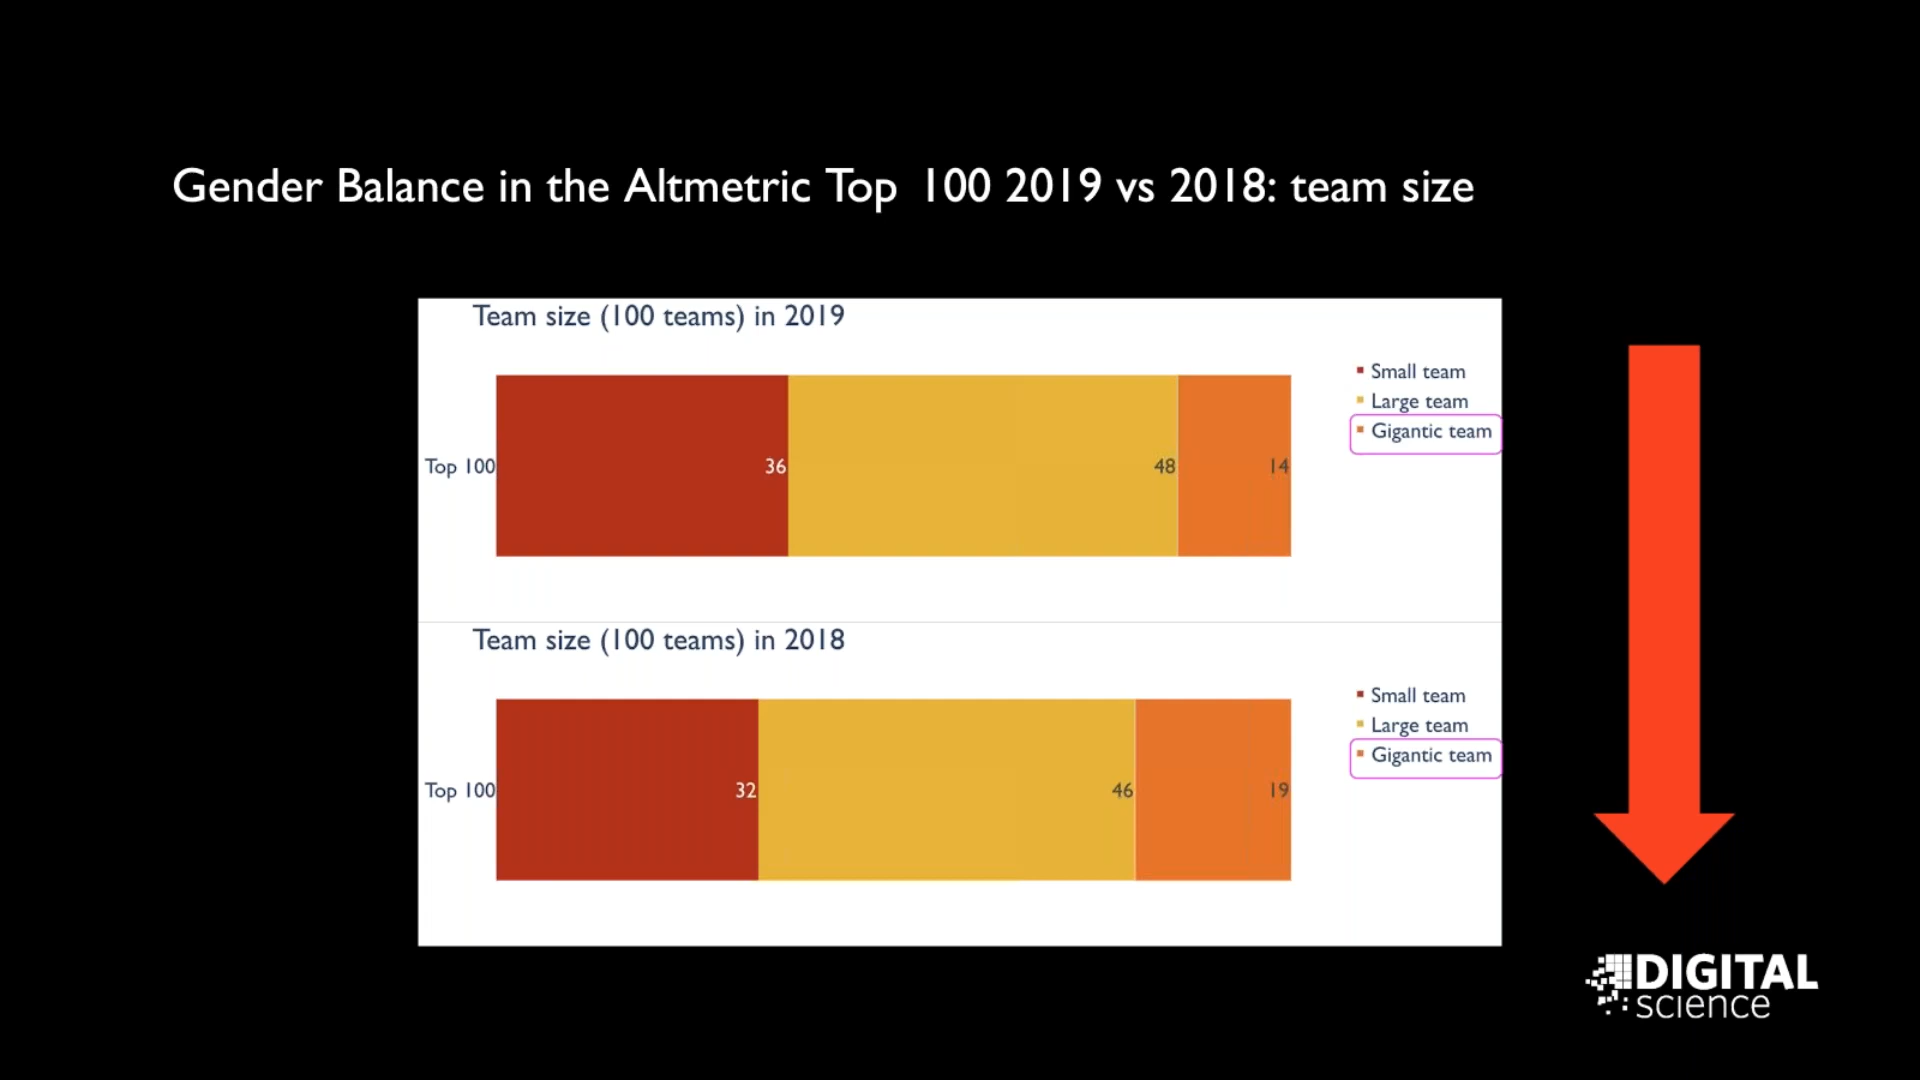 Gender Balance in the Altmetric Top 100 2019 vs 2018: team size
Team size (100 teams) in 2019
Small team
Large team
Gigantic team
Top 100
36
48
14
Team size (100 teams) in 2018
Small team
Large team
Gigantic team
Top 100
32
46
19
DIGITAL
science